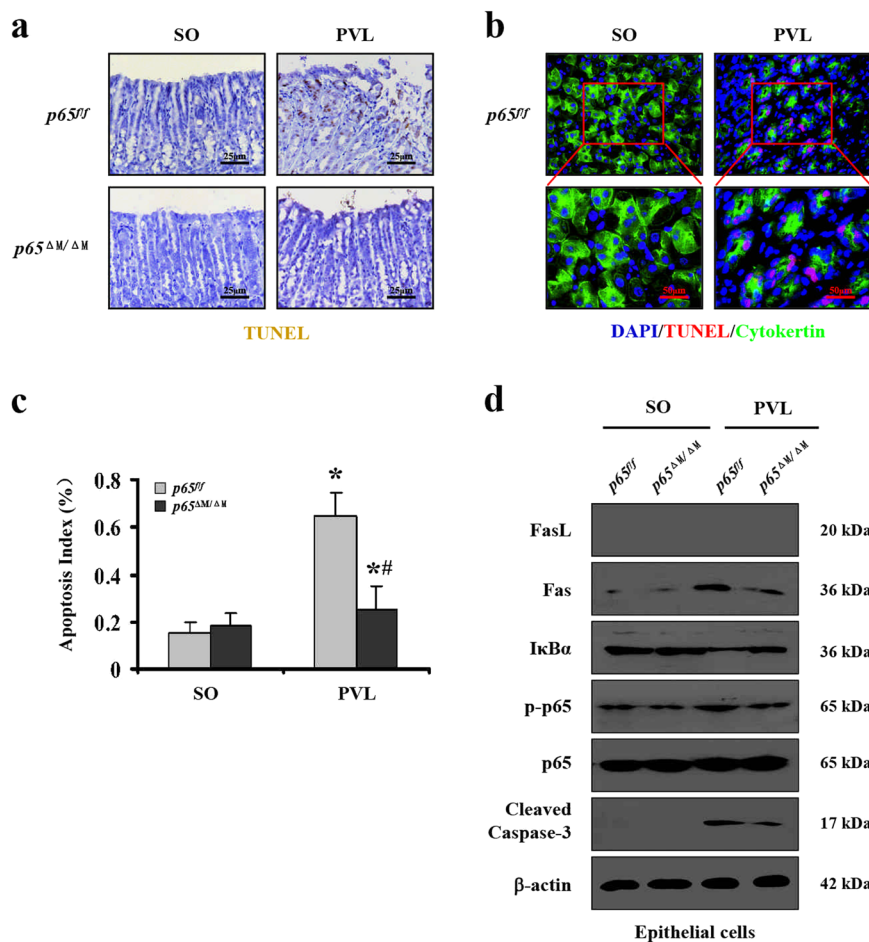 a
SO PVL
p65f/f
25μm 25μm
p65ΔM/ΔM
25μm 25μm
TUNEL
b
SO PVL
p65f/f
50μm 50μm
DAPI/TUNEL/Cytokertin
c
Apoptosis Index (%)
0.8
0.6
0.4
0.2
0
p65f/f
p65ΔM/ΔM
*
*#
SO PVL
d
SO PVL
p65f/f p65ΔM/ΔM p65f/f p65ΔM/ΔM
FasL 20 kDa
Fas 36 kDa
IκBα 36 kDa
p-p65 65 kDa
p65 65 kDa
Cleaved
Caspase-3 17 kDa
β-actin 42 kDa
Epithelial cells